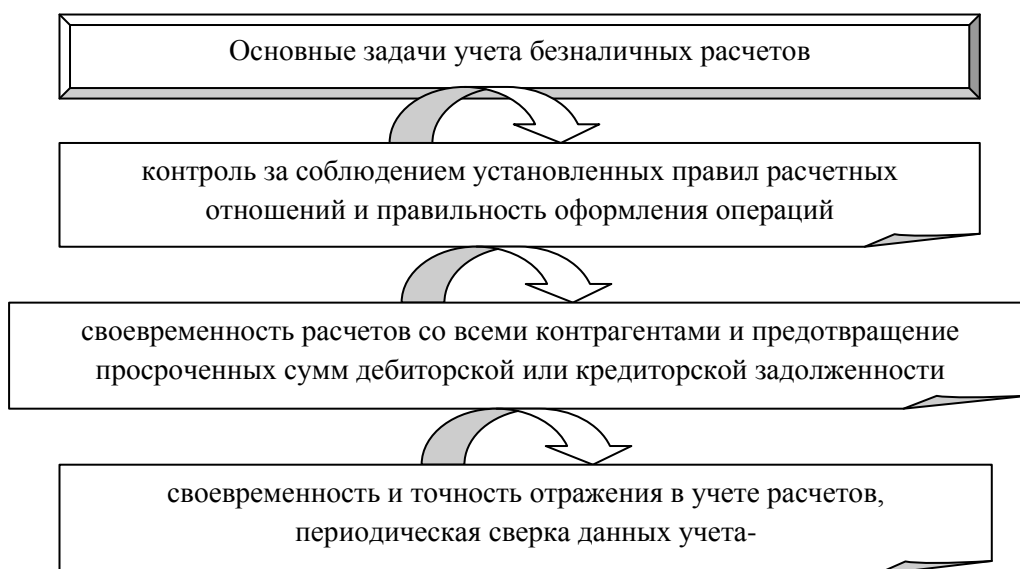 Основные задачи учета безналичных расчетов
контроль за соблюдением установленных правил расчетных
отношений и правильность оформления операций
своевременность расчетов со всеми контрагентами и предотвращение
просроченных сумм дебиторской или кредиторской задолженности
своевременность и точность отражения в учете расчетов,
периодическая сверка данных учета-